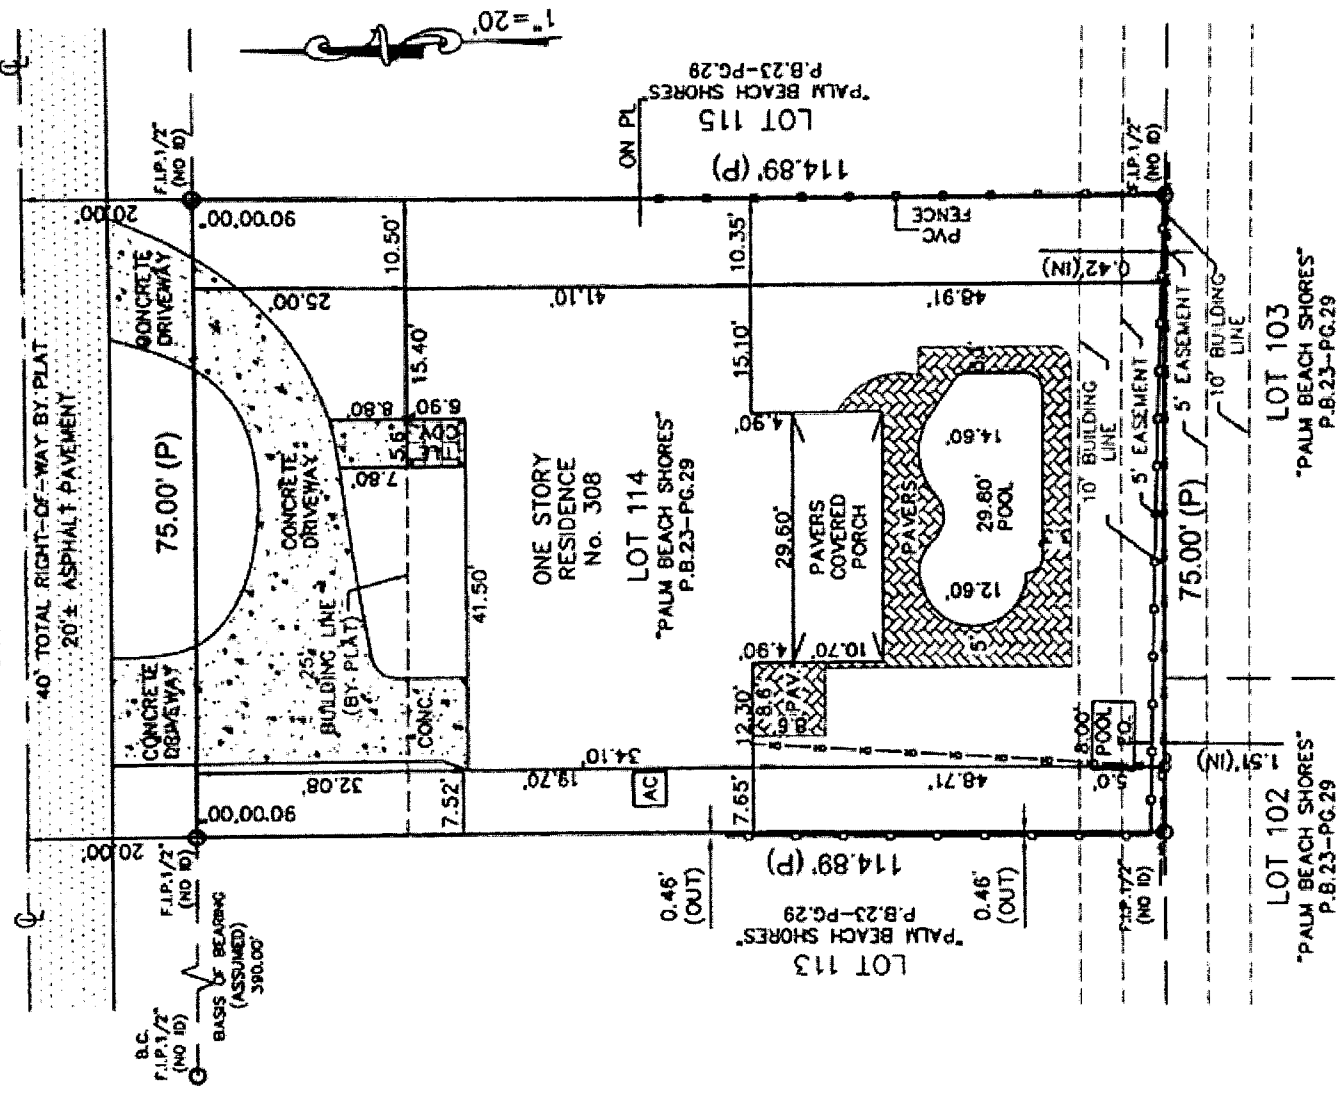 1"=20'
40' TOTAL RIGHT-OF-WAY BY PLAT
20'± ASPHALT PAVEMENT
20.00'
20.00'
F.I.P.1/2"
(NO ID)
F.I.P.1/2"
(NO ID)
B.C.
F.I.P.1/2"
(NO ID)
BASIS OF BEARING
(ASSUMED)
390.00'
75.00' (P)
90°00'00"
90°00'00"
CONCRETE
DRIVEWAY
CONCRETE
DRIVEWAY
CONCRETE
DRIVEWAY
CONC.
25'
BUILDING LINE
(BY PLAT)
25.00'
32.08'
10.50'
15.40'
8.80'
6.90'
5.6'
7.80'
41.50'
7.52'
19.70'
34.10'
AC
41.10'
ONE STORY
RESIDENCE
No. 308
LOT 114
"PALM BEACH SHORES"
P.B.23-PG.29
ON PL
LOT 115
"PALM BEACH SHORES"
P.B.23-PG.29
114.89' (P)
PVC
FENCE
10.35'
15.10'
4.90'
29.60'
4.90'
12.30'
7.65'
8.6'
PAV.
10.70'
PAVERS
COVERED
PORCH
PAVERS
14.60'
29.80'
POOL
12.60'
5'
48.91'
48.71'
0.42'(IN)
1.51'(IN)
8.00'
POOL
EQ.
5.0'
10' BUILDING
LINE
5' EASEMENT
5' EASEMENT
10' BUILDING
LINE
75.00' (P)
F.I.P.1/2"
(NO ID)
F.I.P.1/2"
(NO ID)
0.46'
(OUT)
0.46'
(OUT)
114.89' (P)
LOT 113
"PALM BEACH SHORES"
P.B.23-PG.29
LOT 103
"PALM BEACH SHORES"
P.B.23-PG.29
LOT 102
"PALM BEACH SHORES"
P.B.23-PG.29